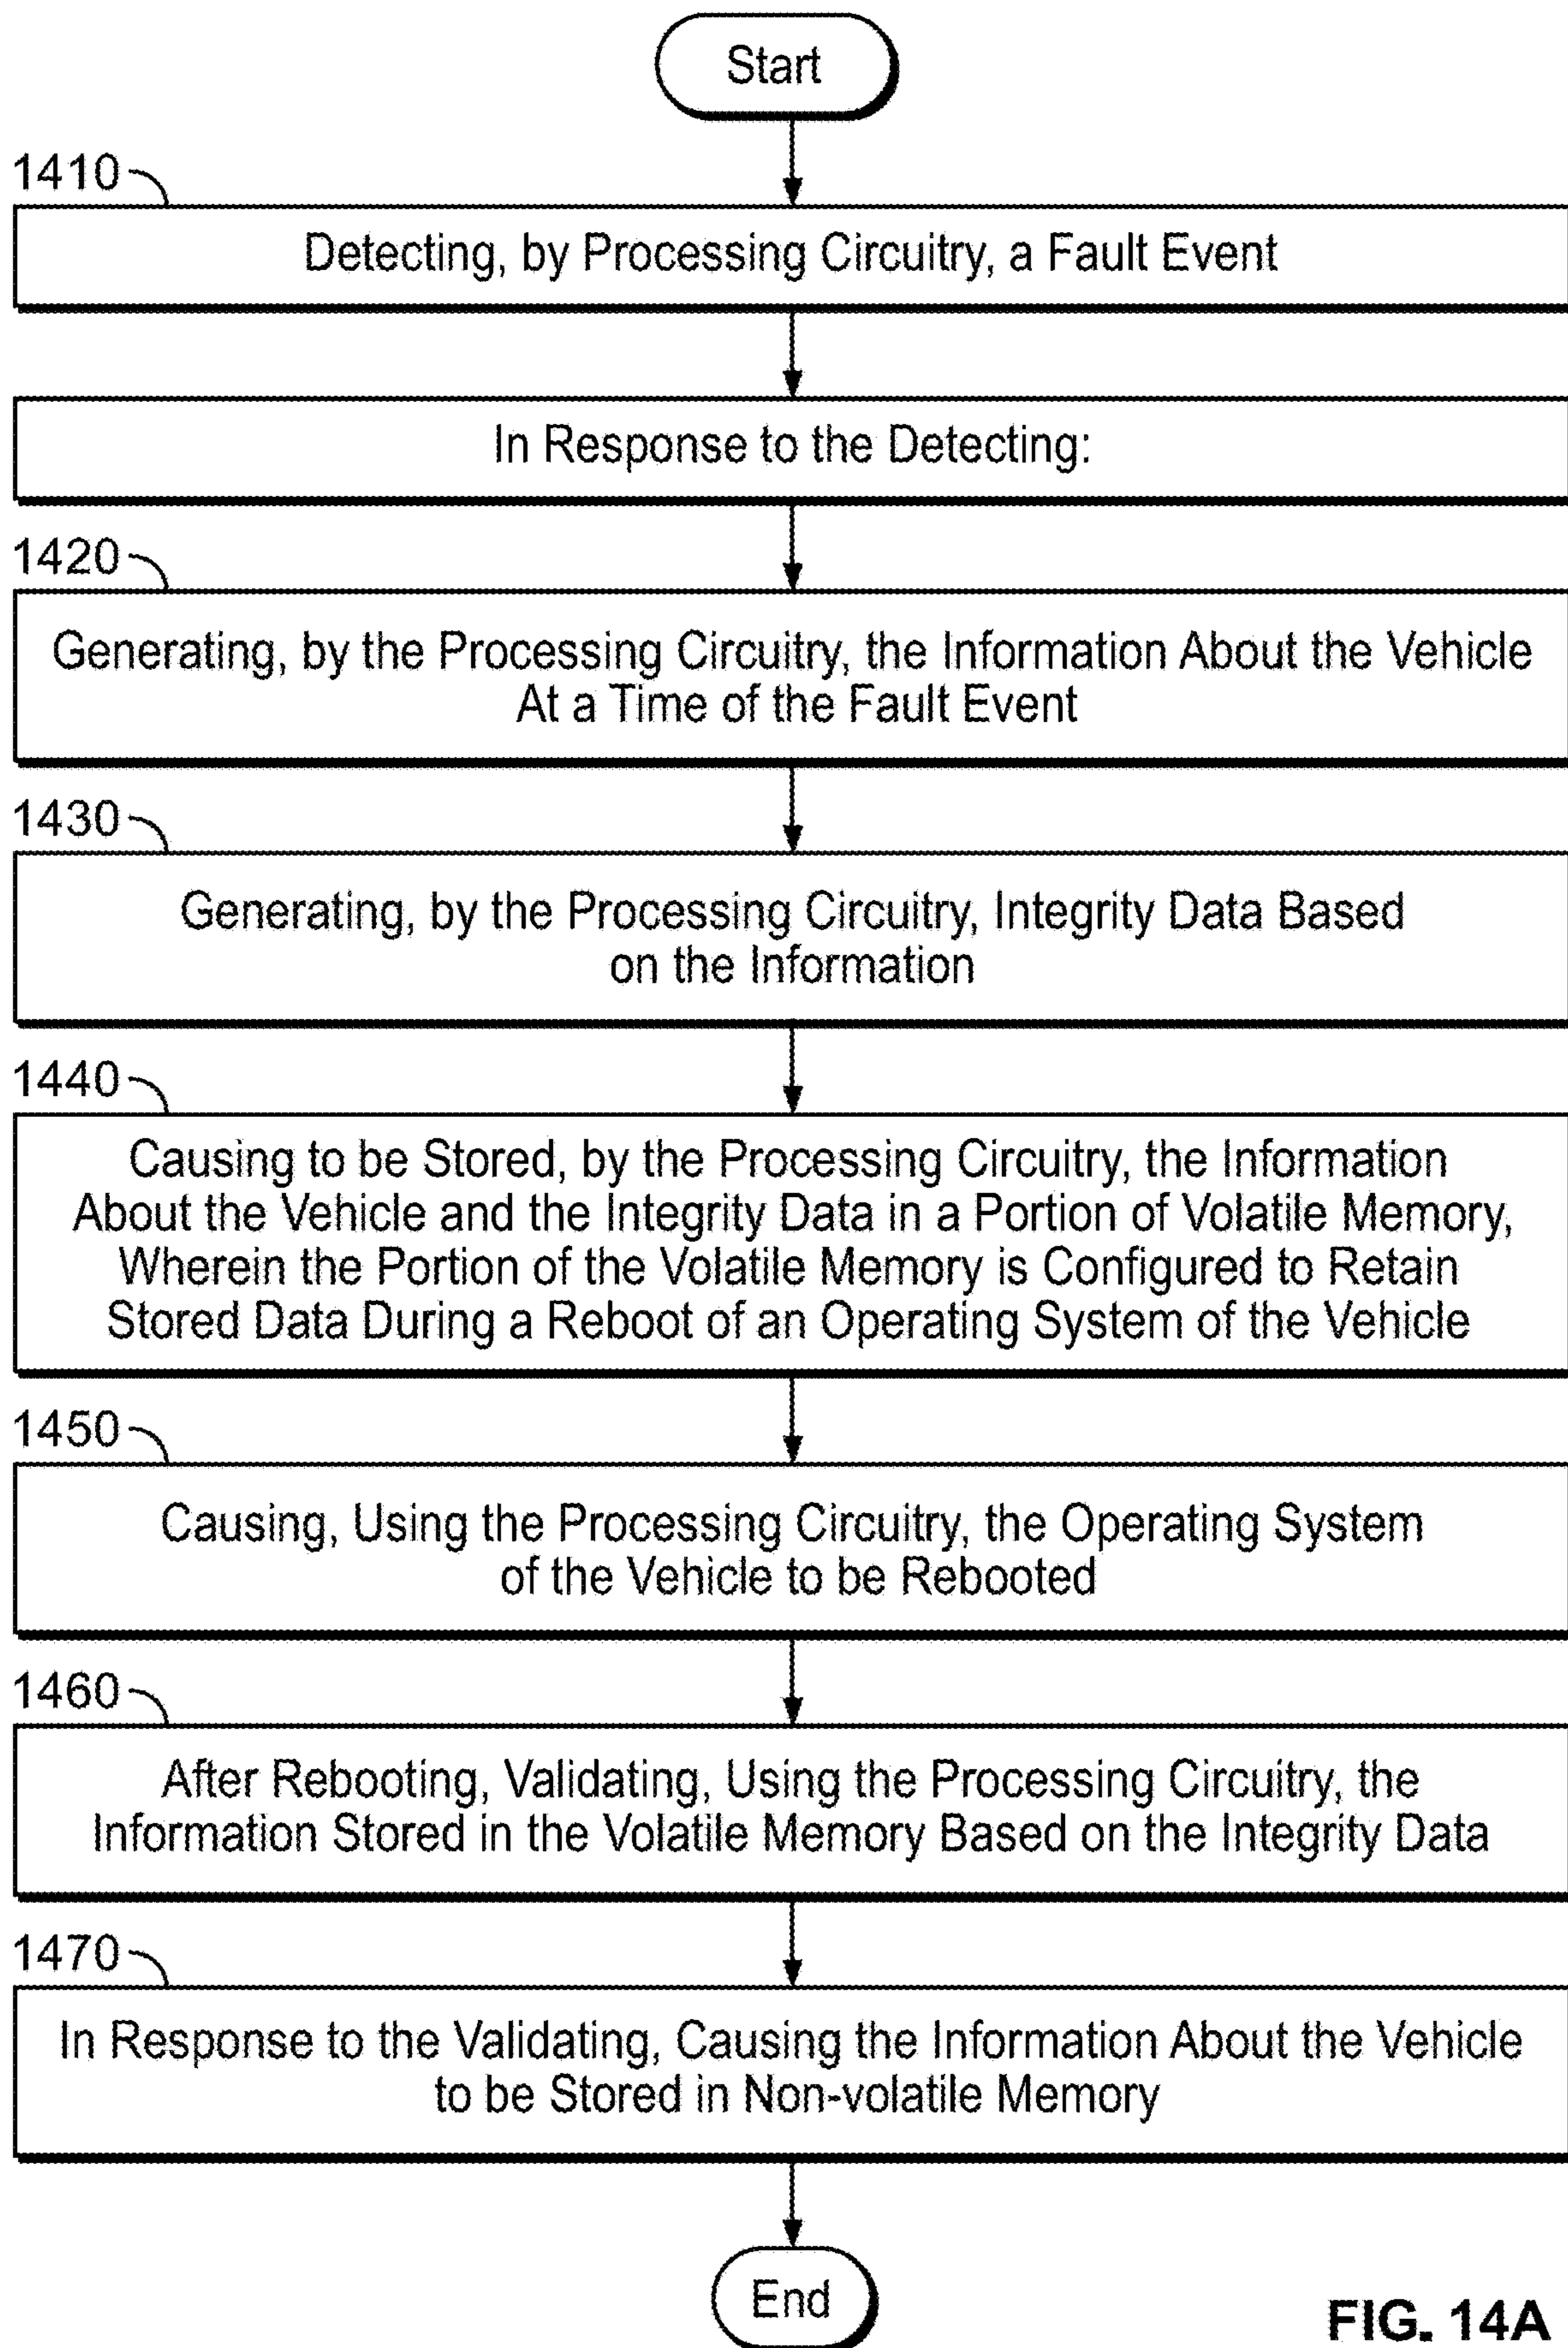 Start
1410
Detecting, by Processing Circuitry, a Fault Event
In Response to the Detecting:
1420
Generating, by the Processing Circuitry, the Information About the Vehicle
At a Time of the Fault Event
1430
Generating, by the Processing Circuitry, Integrity Data Based
on the Information
1440
Causing to be Stored, by the Processing Circuitry, the Information
About the Vehicle and the Integrity Data in a Portion of Volatile Memory,
Wherein the Portion of the Volatile Memory is Configured to Retain
Stored Data During a Reboot of an Operating System of the Vehicle
1450
Causing, Using the Processing Circuitry, the Operating System
of the Vehicle to be Rebooted
1460
After Rebooting, Validating, Using the Processing Circuitry, the
Information Stored in the Volatile Memory Based on the Integrity Data
1470
In Response to the Validating, Causing the Information About the Vehicle
to be Stored in Non-volatile Memory
End
FIG. 14A